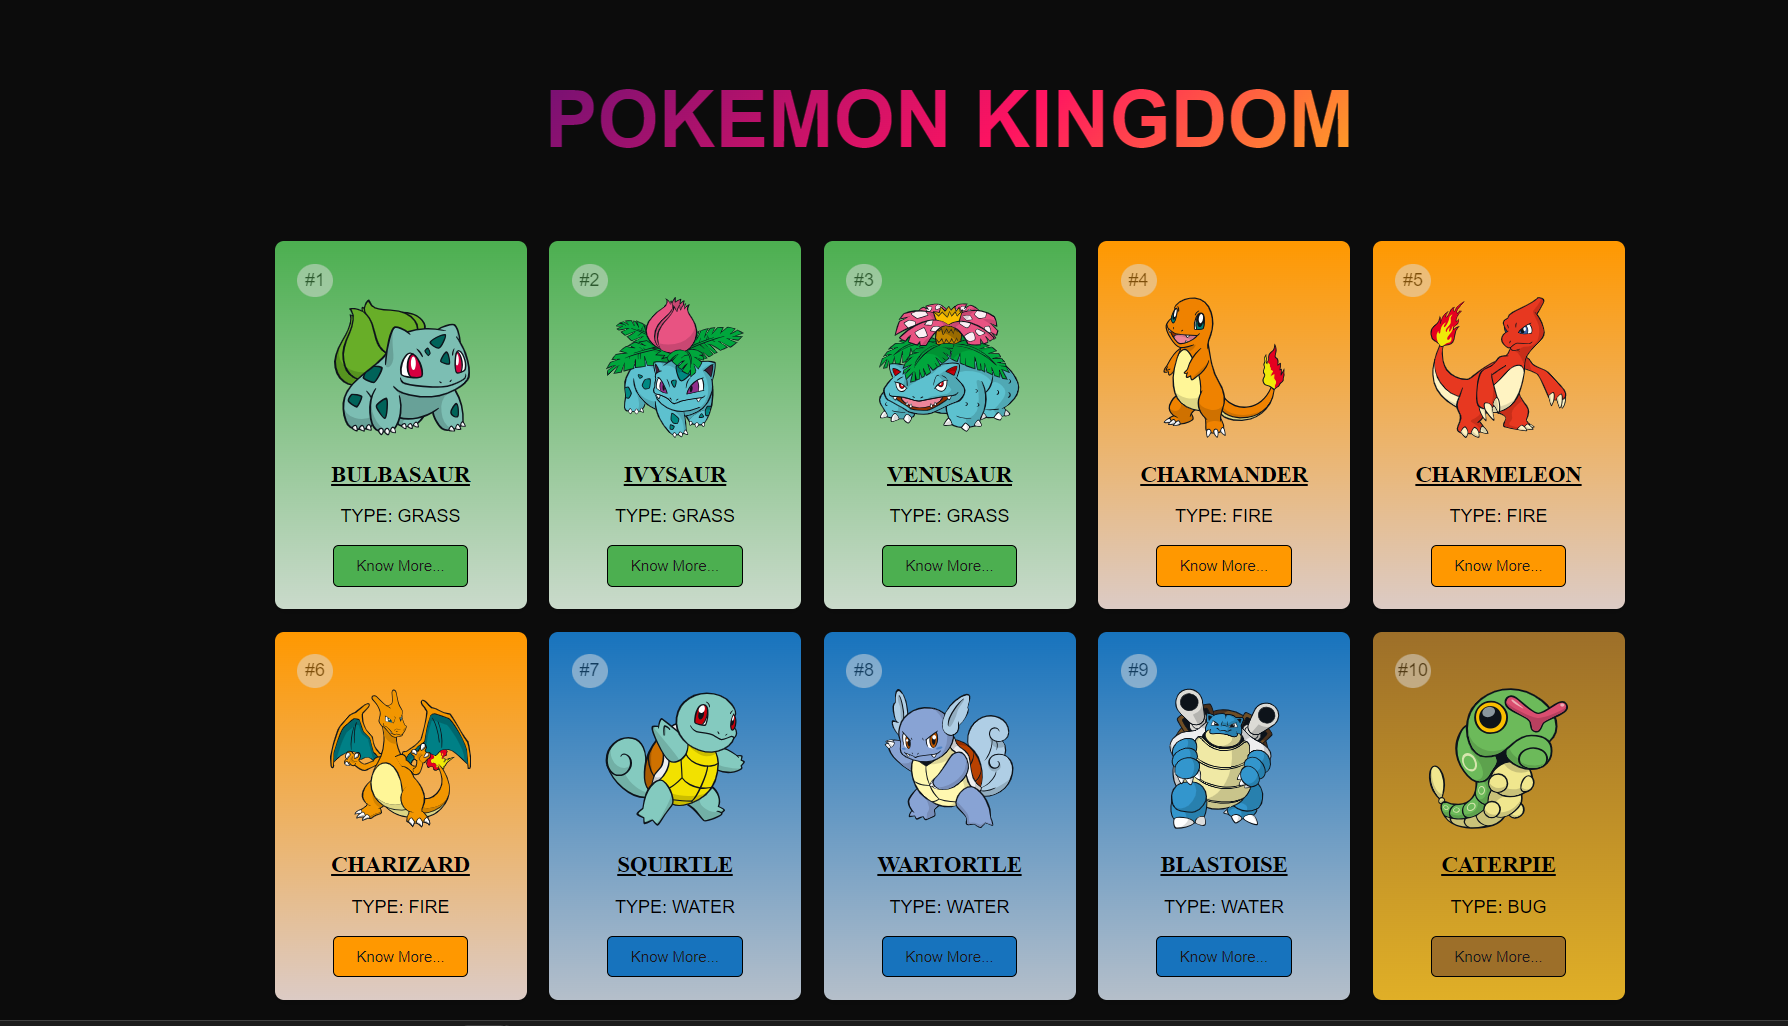 POKEMON KINGDOM
#1
BULBASAUR
TYPE: GRASS
Know More...
#2
IVYSAUR
TYPE: GRASS
Know More...
#3
VENUSAUR
TYPE: GRASS
Know More...
#4
CHARMANDER
TYPE: FIRE
Know More...
#5
CHARMELEON
TYPE: FIRE
Know More...
#6
CHARIZARD
TYPE: FIRE
Know More...
#7
SQUIRTLE
TYPE: WATER
Know More...
#8
WARTORTLE
TYPE: WATER
Know More...
#9
BLASTOISE
TYPE: WATER
Know More...
#10
CATERPIE
TYPE: BUG
Know More...